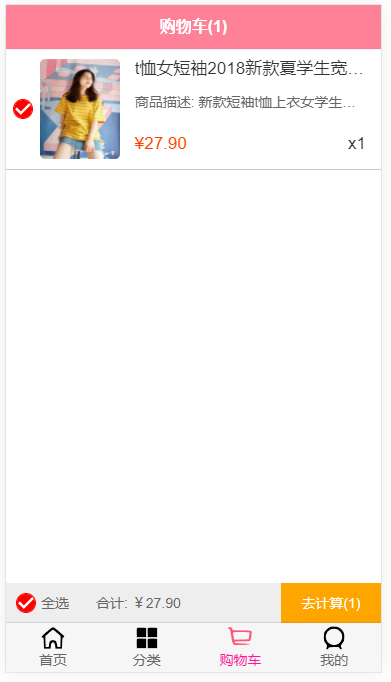 购物车(1)
t恤女短袖2018新款夏学生宽...
商品描述: 新款短袖t恤上衣女学生...
¥27.90 x1
全选 合计: ￥27.90 去计算(1)
首页 分类 购物车 我的